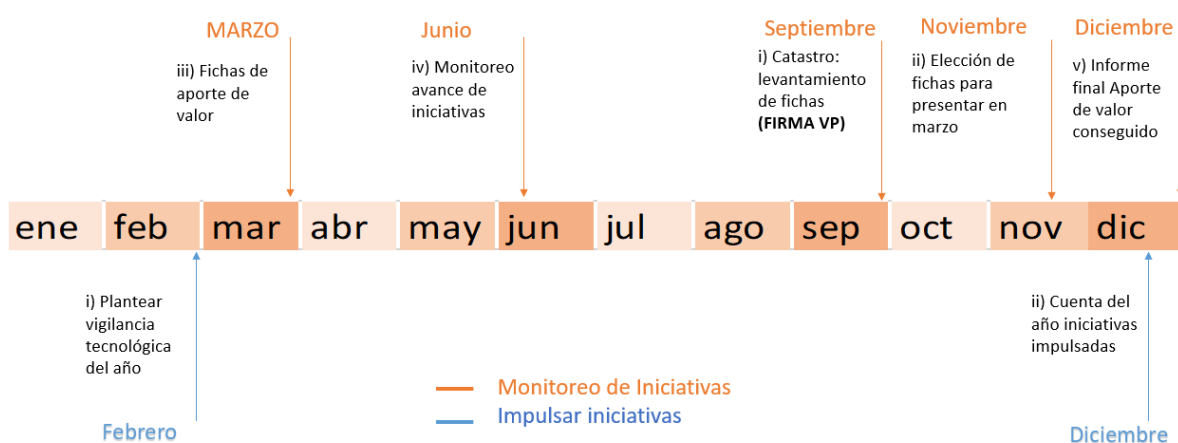 MARZO
iii) Fichas de
aporte de
valor
Junio
iv) Monitoreo
avance de
iniciativas
Septiembre
i) Catastro:
levantamiento
de fichas
(FIRMA VP)
Noviembre
ii) Elección de
fichas para
presentar en
marzo
Diciembre
v) Informe
final Aporte
de valor
conseguido
ene feb mar abr may jun jul ago sep oct nov dic
i) Plantear
vigilancia
tecnológica
del año
Febrero
Monitoreo de Iniciativas
Impulsar iniciativas
ii) Cuenta del
año iniciativas
impulsadas
Diciembre